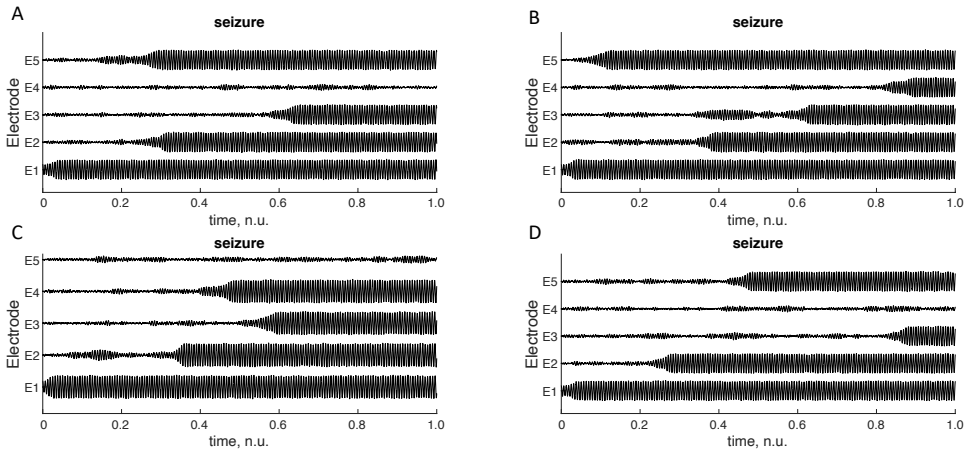 A
seizure
Electrode
E5
E4
E3
E2
E1
0
0.2
0.4
0.6
0.8
1.0
time, n.u.
B
seizure
Electrode
E5
E4
E3
E2
E1
0
0.2
0.4
0.6
0.8
1.0
time, n.u.
C
seizure
Electrode
E5
E4
E3
E2
E1
0
0.2
0.4
0.6
0.8
1.0
time, n.u.
D
seizure
Electrode
E5
E4
E3
E2
E1
0
0.2
0.4
0.6
0.8
1.0
time, n.u.